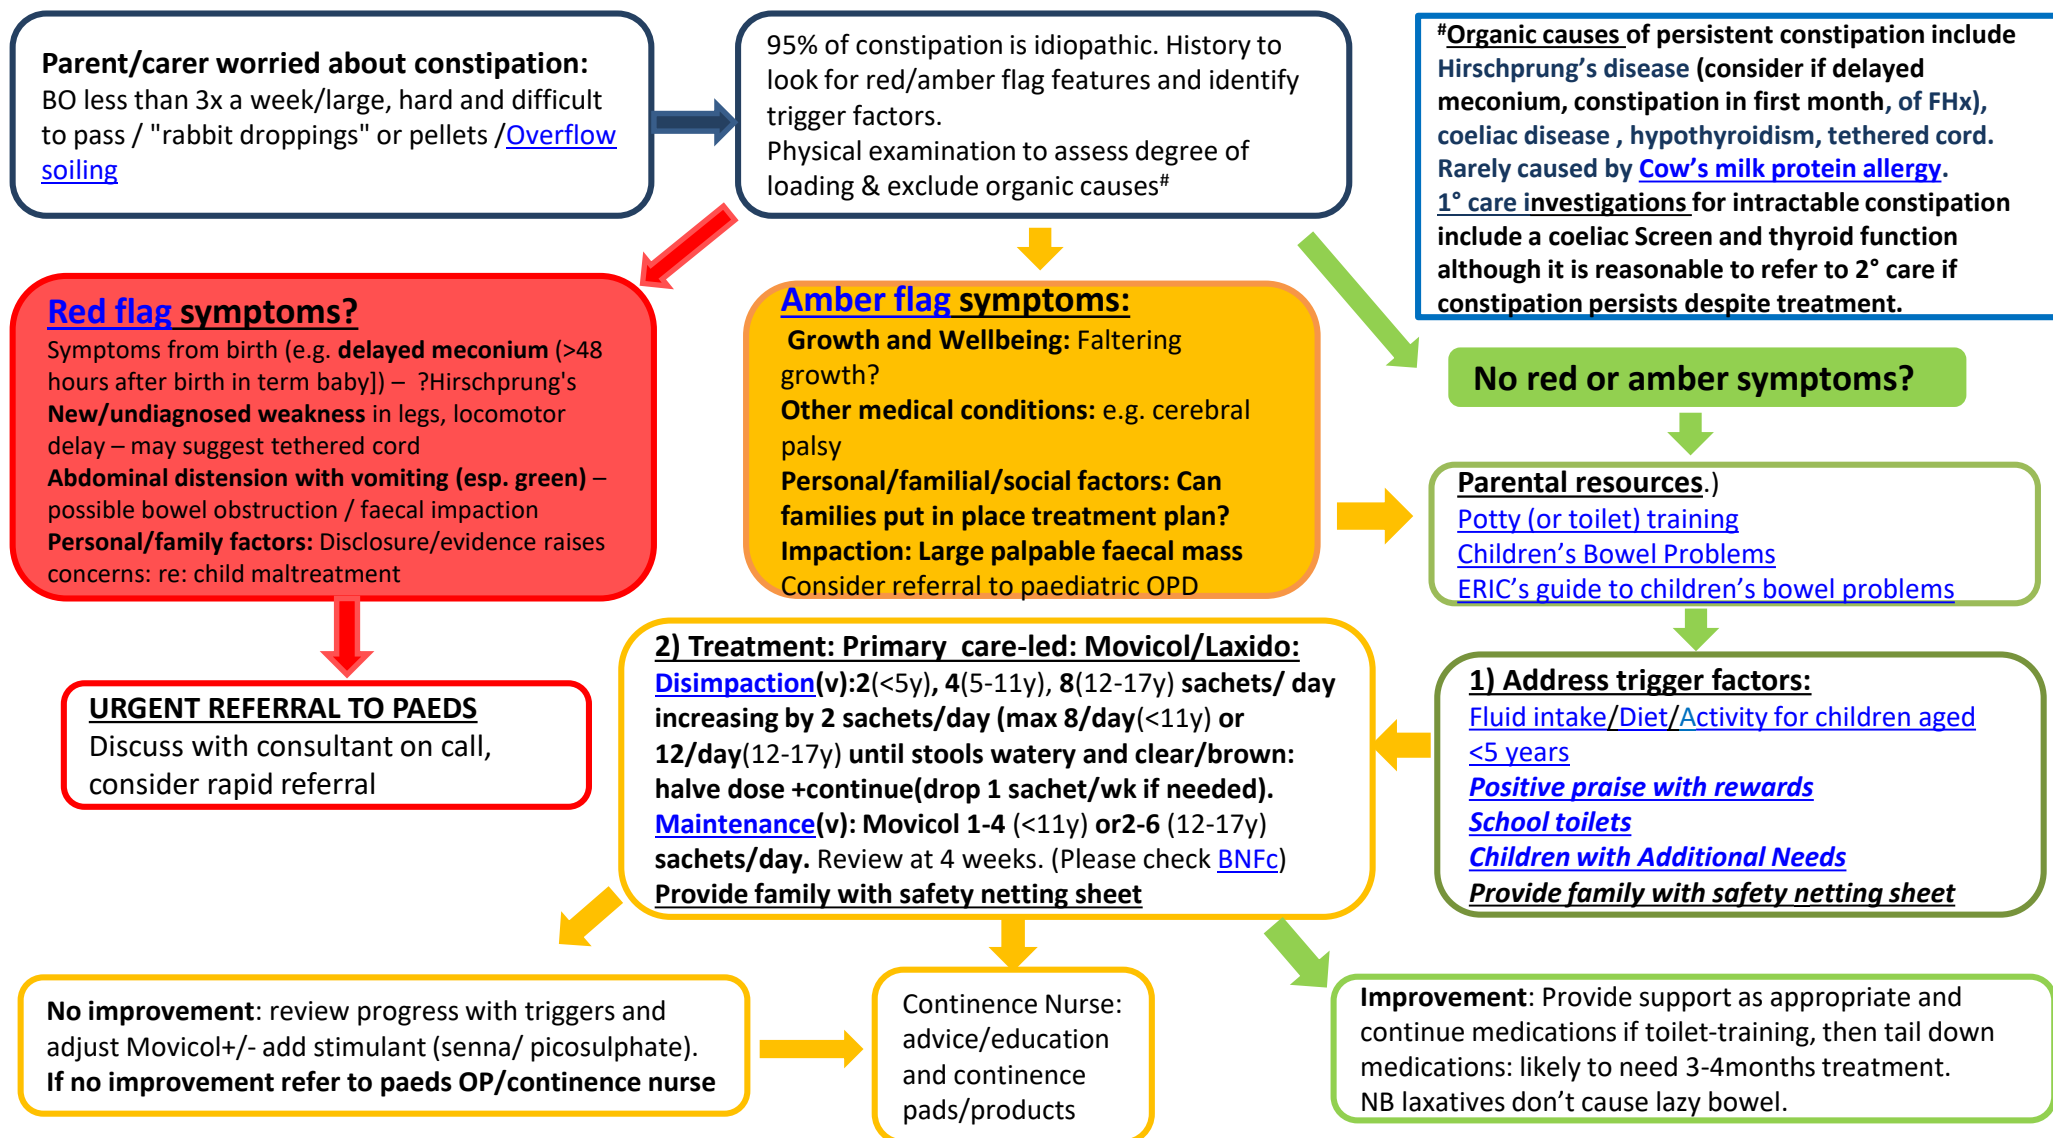 Parent/carer worried about constipation:
BO less than 3x a week/large, hard and difficult
to pass / "rabbit droppings" or pellets /Overflow
soiling
95% of constipation is idiopathic. History to
look for red/amber flag features and identify
trigger factors.
Physical examination to assess degree of
loading & exclude organic causes#
#Organic causes of persistent constipation include
Hirschprung's disease (consider if delayed
meconium, constipation in first month, of FHx),
coeliac disease , hypothyroidism, tethered cord.
Rarely caused by Cow's milk protein allergy.
1° care investigations for intractable constipation
include a coeliac Screen and thyroid function
although it is reasonable to refer to 2° care if
constipation persists despite treatment.
Red flag symptoms?
Symptoms from birth (e.g. delayed meconium (>48
hours after birth in term baby]) – ?Hirschprung's
New/undiagnosed weakness in legs, locomotor
delay – may suggest tethered cord
Abdominal distension with vomiting (esp. green) –
possible bowel obstruction / faecal impaction
Personal/family factors: Disclosure/evidence raises
concerns: re: child maltreatment
Amber flag symptoms:
Growth and Wellbeing: Faltering
growth?
Other medical conditions: e.g. cerebral
palsy
Personal/familial/social factors: Can
families put in place treatment plan?
Impaction: Large palpable faecal mass
Consider referral to paediatric OPD
No red or amber symptoms?
Parental resources.)
Potty (or toilet) training
Children's Bowel Problems
ERIC's guide to children's bowel problems
URGENT REFERRAL TO PAEDS
Discuss with consultant on call,
consider rapid referral
2) Treatment: Primary care-led: Movicol/Laxido:
Disimpaction(v):2(<5y), 4(5-11y), 8(12-17y) sachets/ day
increasing by 2 sachets/day (max 8/day(<11y) or
12/day(12-17y) until stools watery and clear/brown:
halve dose +continue(drop 1 sachet/wk if needed).
Maintenance(v): Movicol 1-4 (<11y) or2-6 (12-17y)
sachets/day. Review at 4 weeks. (Please check BNFc)
Provide family with safety netting sheet
1) Address trigger factors:
Fluid intake/Diet/Activity for children aged
<5 years
Positive praise with rewards
School toilets
Children with Additional Needs
Provide family with safety netting sheet
No improvement: review progress with triggers and
adjust Movicol+/- add stimulant (senna/ picosulphate).
If no improvement refer to paeds OP/continence nurse
Continence Nurse:
advice/education
and continence
pads/products
Improvement: Provide support as appropriate and
continue medications if toilet-training, then tail down
medications: likely to need 3-4months treatment.
NB laxatives don't cause lazy bowel.